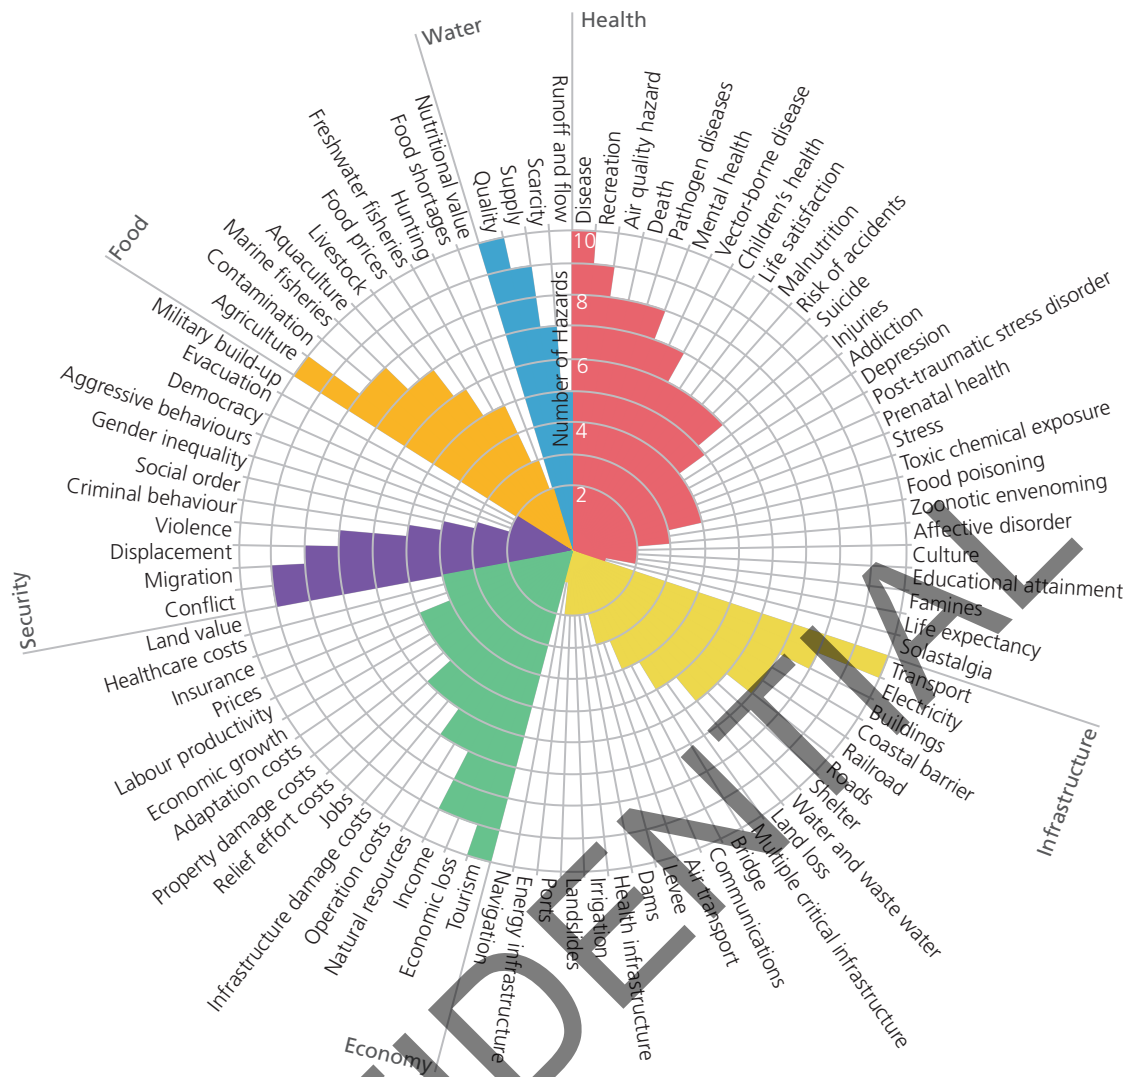 Health
Disease
Recreation
Air quality hazard
Death
Pathogen diseases
Mental health
Vector-borne disease
Children's health
Life satisfaction
Malnutrition
Risk of accidents
Suicide
Injuries
Addiction
Depression
Post-traumatic stress disorder
Prenatal health
Stress
Toxic chemical exposure
Food poisoning
Zoonotic envenoming
Affective disorder
Culture
Educational attainment
Famines
Life expectancy
Solastalgia
Infrastructure
Transport
Electricity
Buildings
Coastal barrier
Railroad
Roads
Shelter
Water and waste water
Land loss
Multiple critical infrastructure
Bridge
Communications
Air transport
Levee
Dams
Health infrastructure
Irrigation
Landslides
Ports
Energy infrastructure
Navigation
Economy
Tourism
Economic loss
Income
Natural resources
Operation costs
Infrastructure damage costs
Jobs
Relief effort costs
Property damage costs
Adaptation costs
Economic growth
Labour productivity
Prices
Insurance
Healthcare costs
Land value
Security
Conflict
Migration
Displacement
Violence
Criminal behaviour
Social order
Gender inequality
Aggressive behaviours
Democracy
Evacuation
Military build-up
Food
Agriculture
Contamination
Marine fisheries
Aquaculture
Livestock
Food prices
Freshwater fisheries
Hunting
Food shortages
Nutritional value
Water
Quality
Supply
Scarcity
Runoff and flow
Number of Hazards
10
8
6
4
2